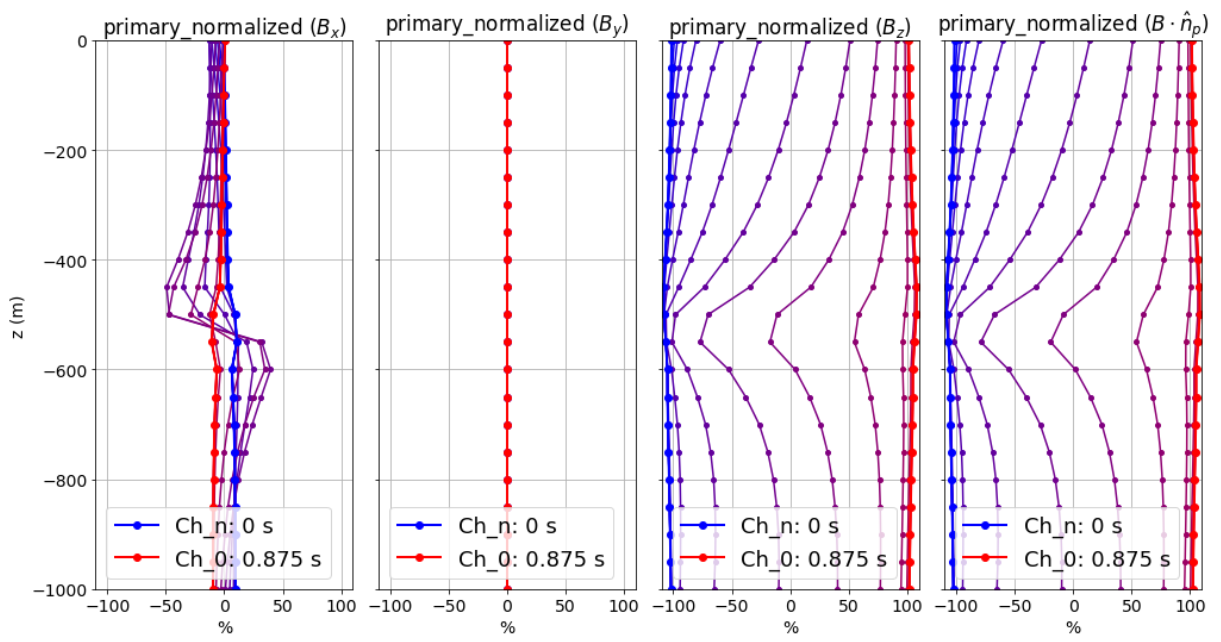 primary_normalized (Bₓ)
primary_normalized (B_y)
primary_normalized (B_z)
primary_normalized (B · n̂_p)
z (m)
0
−200
−400
−600
−800
−1000
Ch_n: 0 s
Ch_0: 0.875 s
Ch_n: 0 s
Ch_0: 0.875 s
Ch_n: 0 s
Ch_0: 0.875 s
Ch_n: 0 s
Ch_0: 0.875 s
−100 −50 0 50 100
−100 −50 0 50 100
−100 −50 0 50 100
−100 −50 0 50 100
%
%
%
%